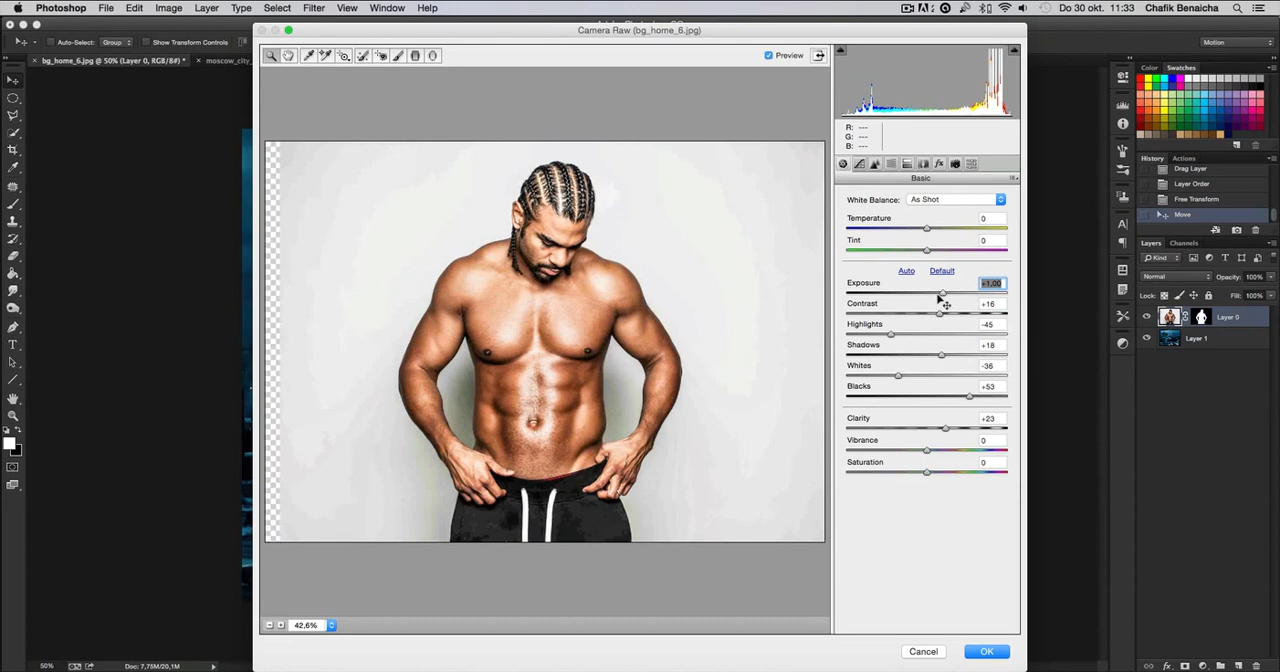 Photoshop File Edit Image Layer Type Select Filter View Window Help
Do 30 okt. 11:33 Chafik Benaicha
Camera Raw (bg_home_6.jpg)
Auto-Select: Group Show Transform Controls
Motion
bg_home_6.jpg @ 50% (Layer 0, RGB/8#) *
moscow_city_
Preview
R: ---
G: ---
B: ---
Basic
White Balance: As Shot
Temperature 0
Tint 0
Auto Default
Exposure +1,00
Contrast +16
Highlights -45
Shadows +18
Whites -36
Blacks +53
Clarity +23
Vibrance 0
Saturation 0
42,6%
Cancel OK
Color Swatches
History Actions
Drag Layer
Layer Order
Free Transform
Move
Layers Channels
Kind
Normal Opacity: 100%
Lock: Fill: 100%
Layer 0
Layer 1
50% Doc: 7,75M/20,1M